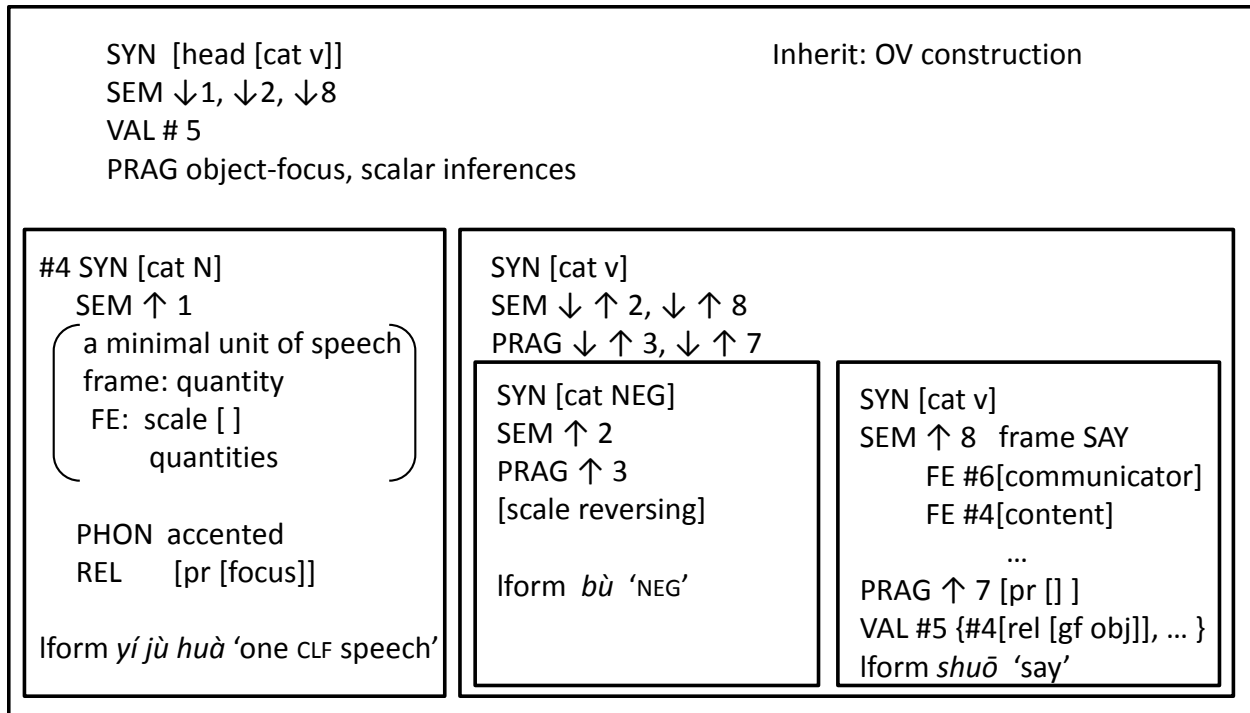 SYN [head [cat v]]
Inherit: OV construction
SEM ↓1, ↓2, ↓8
VAL # 5
PRAG object-focus, scalar inferences
#4 SYN [cat N]
SEM ↑ 1
a minimal unit of speech
frame: quantity
FE: scale [ ]
quantities
PHON accented
REL [pr [focus]]
lform yí jù huà ‘one CLF speech’
SYN [cat v]
SEM ↓ ↑ 2, ↓ ↑ 8
PRAG ↓ ↑ 3, ↓ ↑ 7
SYN [cat NEG]
SEM ↑ 2
PRAG ↑ 3
[scale reversing]
lform bù ‘NEG’
SYN [cat v]
SEM ↑ 8 frame SAY
FE #6[communicator]
FE #4[content]
...
PRAG ↑ 7 [pr [] ]
VAL #5 {#4[rel [gf obj]], ... }
lform shuō ‘say’